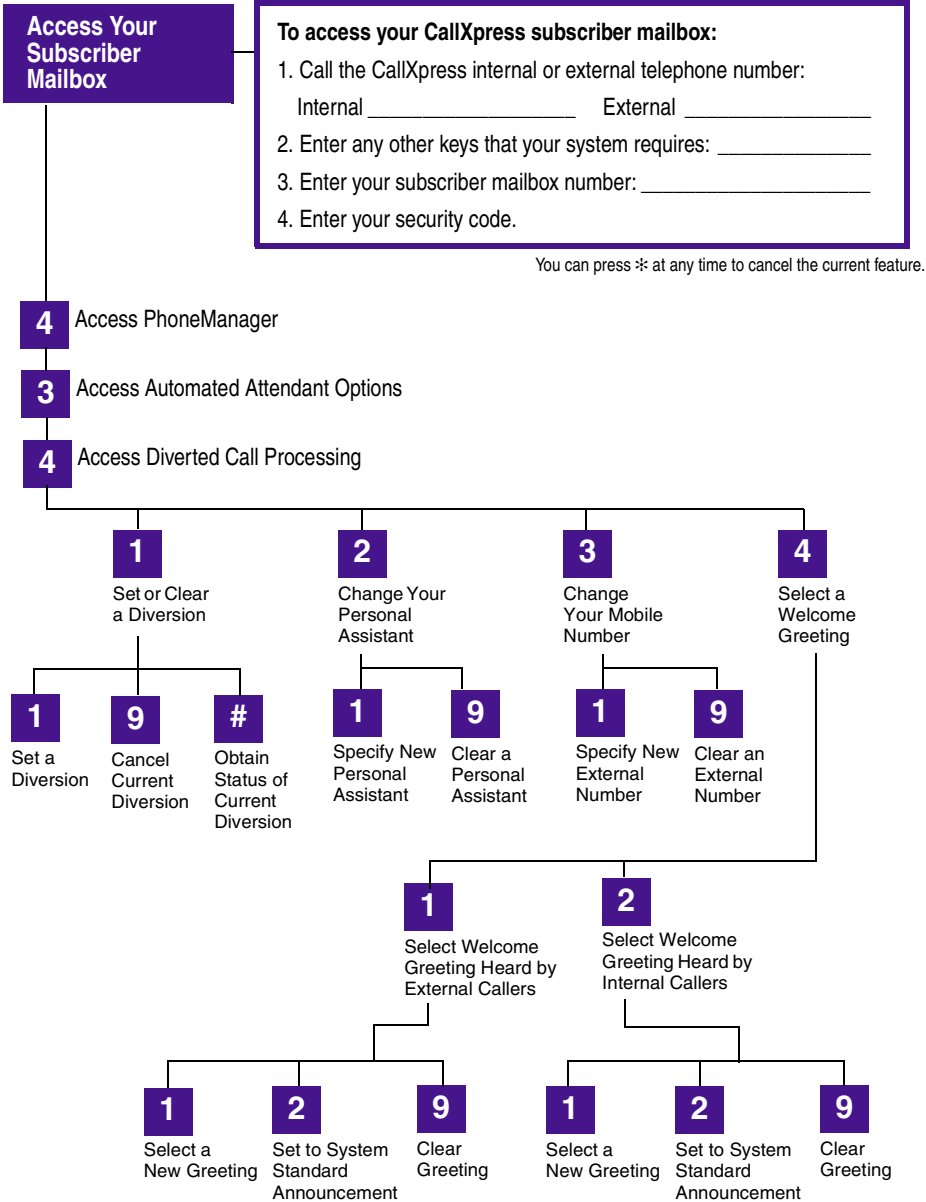 Access Your
Subscriber
Mailbox
To access your CallXpress subscriber mailbox:
1. Call the CallXpress internal or external telephone number:
Internal ____________________ External __________________
2. Enter any other keys that your system requires: _______________
3. Enter your subscriber mailbox number: ______________________
4. Enter your security code.
You can press ✻ at any time to cancel the current feature.
4 Access PhoneManager
3 Access Automated Attendant Options
4 Access Diverted Call Processing
1
Set or Clear
a Diversion
2
Change Your
Personal
Assistant
3
Change
Your Mobile
Number
4
Select a
Welcome
Greeting
1
Set a
Diversion
9
Cancel
Current
Diversion
#
Obtain
Status of
Current
Diversion
1
Specify New
Personal
Assistant
9
Clear a
Personal
Assistant
1
Specify New
External
Number
9
Clear an
External
Number
1
Select Welcome
Greeting Heard by
External Callers
2
Select Welcome
Greeting Heard by
Internal Callers
1
Select a
New Greeting
2
Set to System
Standard
Announcement
9
Clear
Greeting
1
Select a
New Greeting
2
Set to System
Standard
Announcement
9
Clear
Greeting